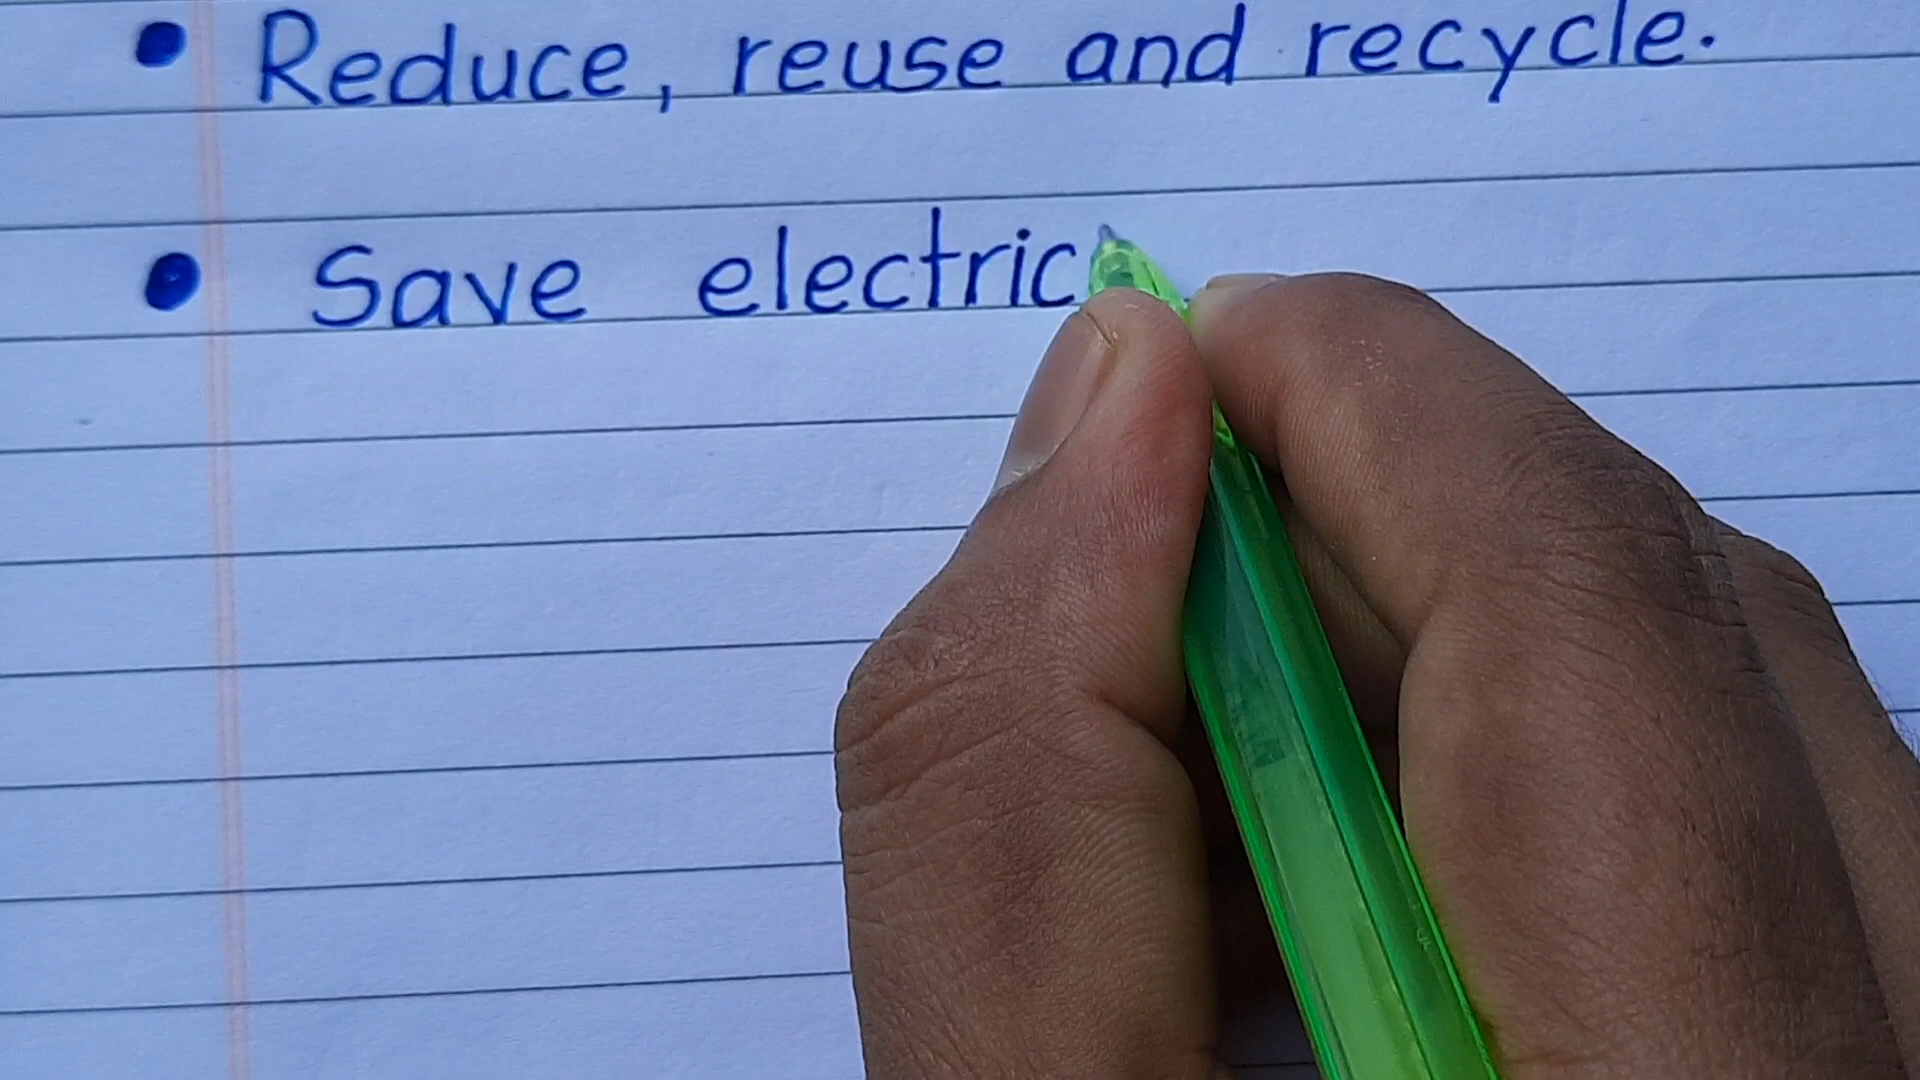 • Reduce, reuse and recycle.
• Save electric